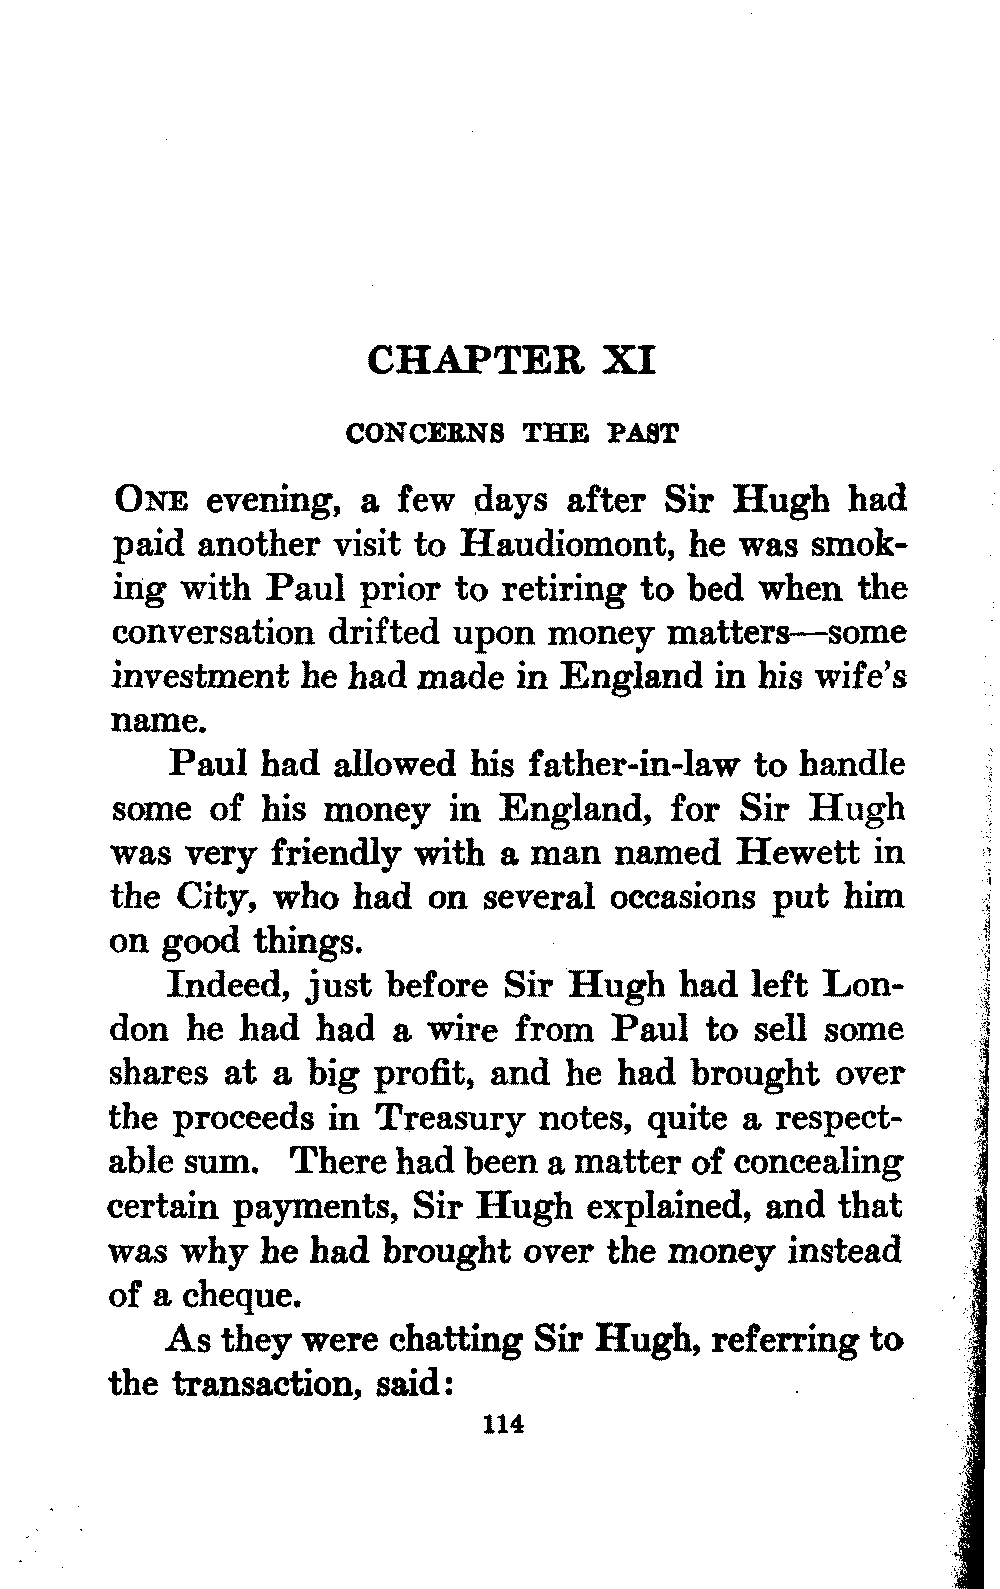 CHAPTER XI
CONCERNS THE PAST
ONE evening, a few days after Sir Hugh had
paid another visit to Haudiomont, he was smok-
ing with Paul prior to retiring to bed when the
conversation drifted upon money matters—some
investment he had made in England in his wife's
name.
Paul had allowed his father-in-law to handle
some of his money in England, for Sir Hugh
was very friendly with a man named Hewett in
the City, who had on several occasions put him
on good things.
Indeed, just before Sir Hugh had left Lon-
don he had had a wire from Paul to sell some
shares at a big profit, and he had brought over
the proceeds in Treasury notes, quite a respect-
able sum. There had been a matter of concealing
certain payments, Sir Hugh explained, and that
was why he had brought over the money instead
of a cheque.
As they were chatting Sir Hugh, referring to
the transaction, said:
114